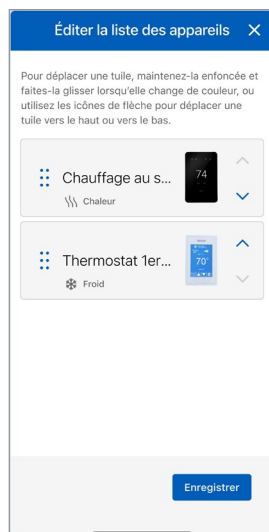 Éditer la liste des appareils
Pour déplacer une tuile, maintenez-la enfoncée et
faites-la glisser lorsqu'elle change de couleur, ou
utilisez les icônes de flèche pour déplacer une
tuile vers le haut ou vers le bas.
Chauffage au s...
74
Chaleur
Thermostat 1er...
70°
Froid
Enregistrer